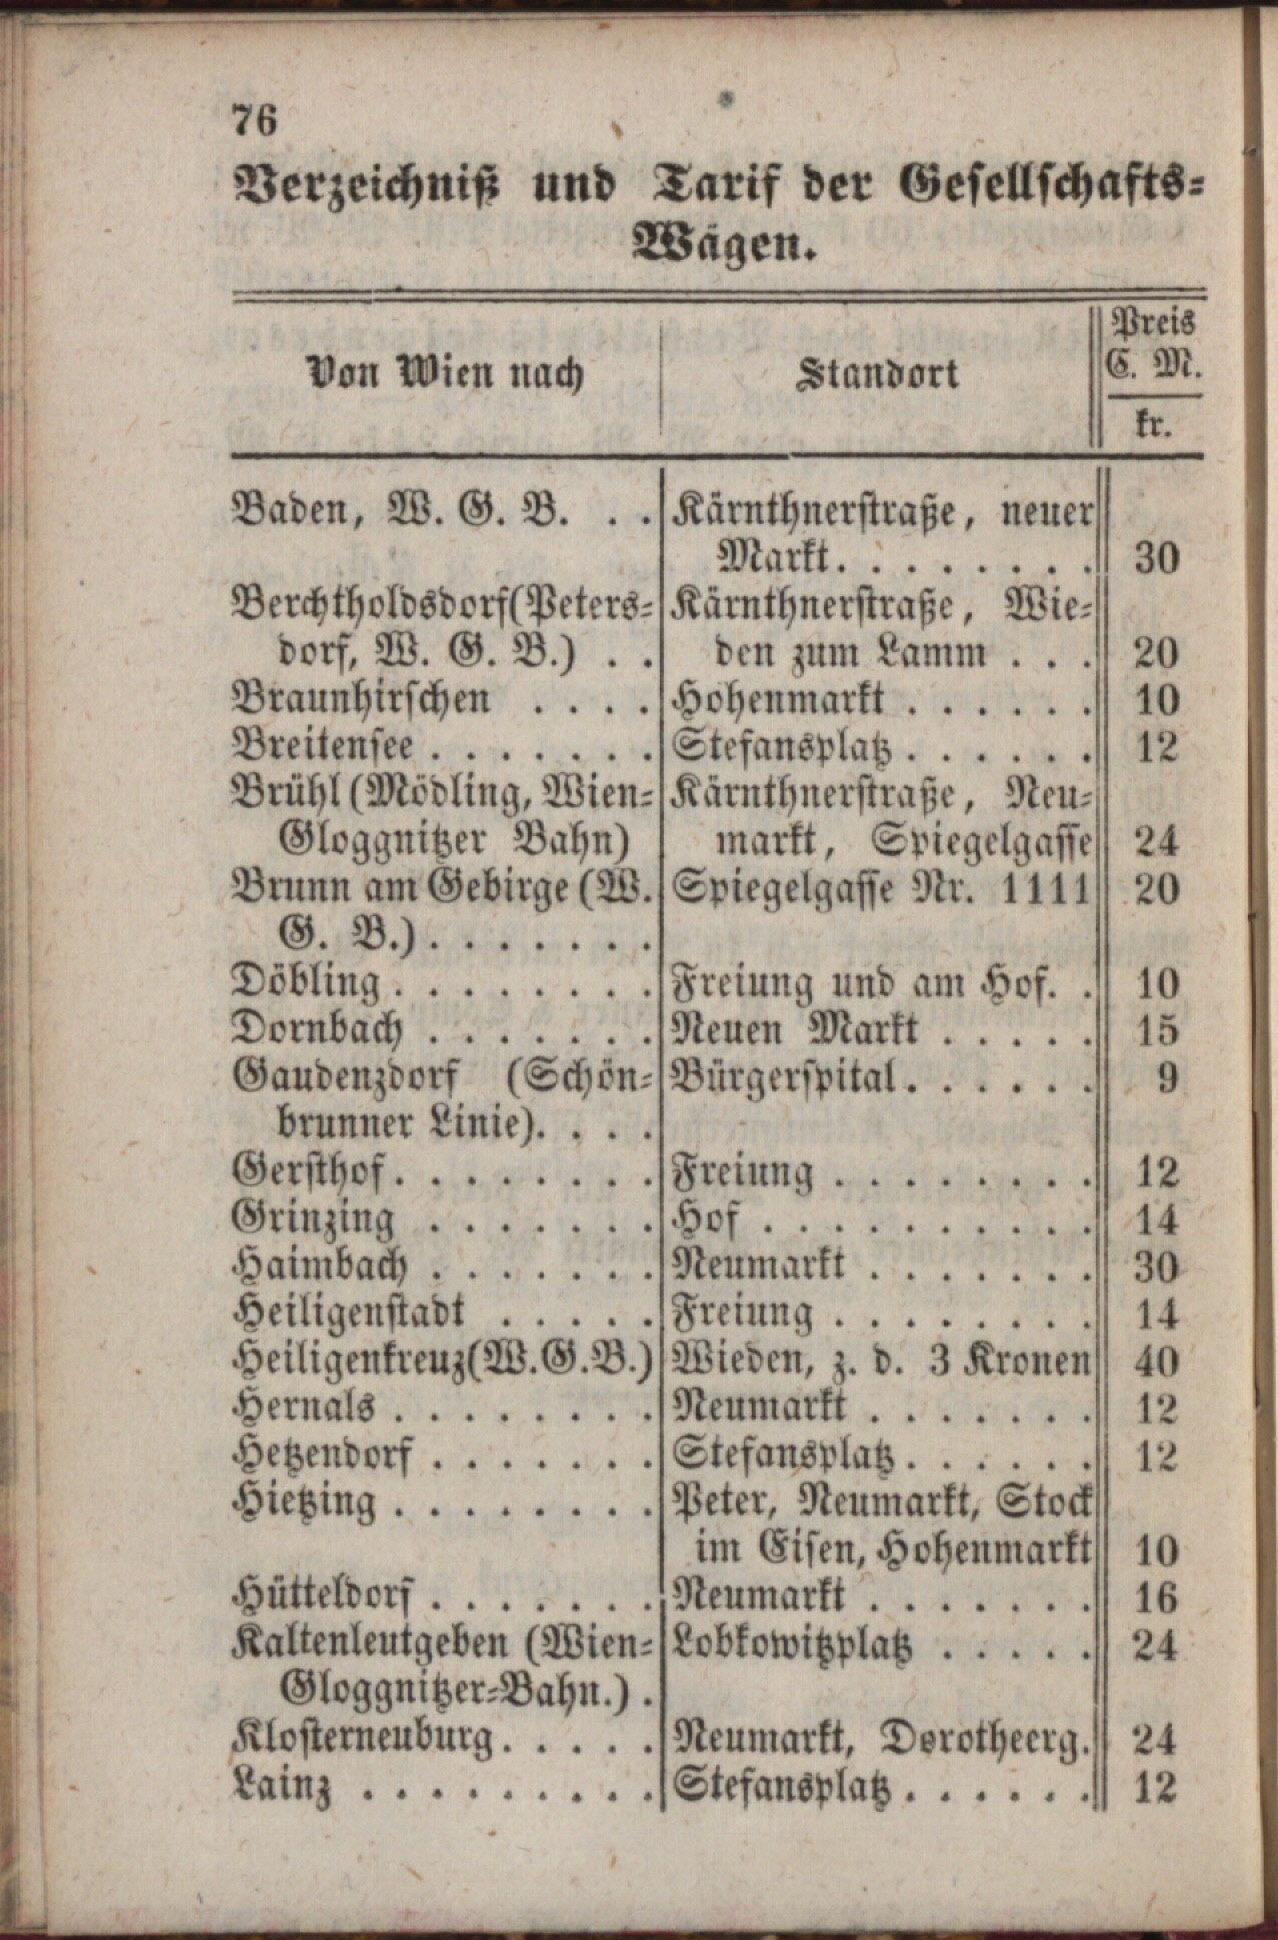 76
Verzeichniß und Tarif der Gesellschafts-
Wägen.
Von Wien nach | Standort | Preis C. M. kr.
Baden, W. G. B. . . | Kärnthnerstraße, neuer
Markt. . . . . . . . . | 30
Berchtholdsdorf(Peters- | Kärnthnerstraße, Wie-
dorf, W. G. B.) . . | den zum Lamm . . . | 20
Braunhirschen . . . . | Hohenmarkt . . . . . . | 10
Breitensee . . . . . . . | Stefansplatz . . . . . . | 12
Brühl (Mödling, Wien- | Kärnthnerstraße, Neu-
Gloggnitzer Bahn) | markt, Spiegelgasse | 24
Brunn am Gebirge (W. | Spiegelgasse Nr. 1111 | 20
G. B.) . . . . . . .
Döbling . . . . . . . . | Freiung und am Hof. . | 10
Dornbach . . . . . . . | Neuen Markt . . . . . | 15
Gaudenzdorf (Schön- | Bürgerspital . . . . . . | 9
brunner Linie). . . .
Gersthof . . . . . . . . | Freiung . . . . . . . . | 12
Grinzing . . . . . . . | Hof . . . . . . . . . . | 14
Haimbach . . . . . . . | Neumarkt . . . . . . . | 30
Heiligenstadt . . . . . | Freiung . . . . . . . . | 14
Heiligenkreuz(W.G.B.) | Wieden, z. d. 3 Kronen | 40
Hernals . . . . . . . . | Neumarkt . . . . . . . | 12
Hetzendorf . . . . . . . | Stefansplatz . . . . . . | 12
Hietzing . . . . . . . . | Peter, Neumarkt, Stock
im Eisen, Hohenmarkt | 10
Hütteldorf . . . . . . . | Neumarkt . . . . . . . | 16
Kaltenleutgeben (Wien- | Lobkowitzplatz . . . . . | 24
Gloggnitzer-Bahn.) .
Klosterneuburg . . . . . | Neumarkt, Dorotheerg. | 24
Lainz . . . . . . . . . | Stefansplatz . . . . . . | 12